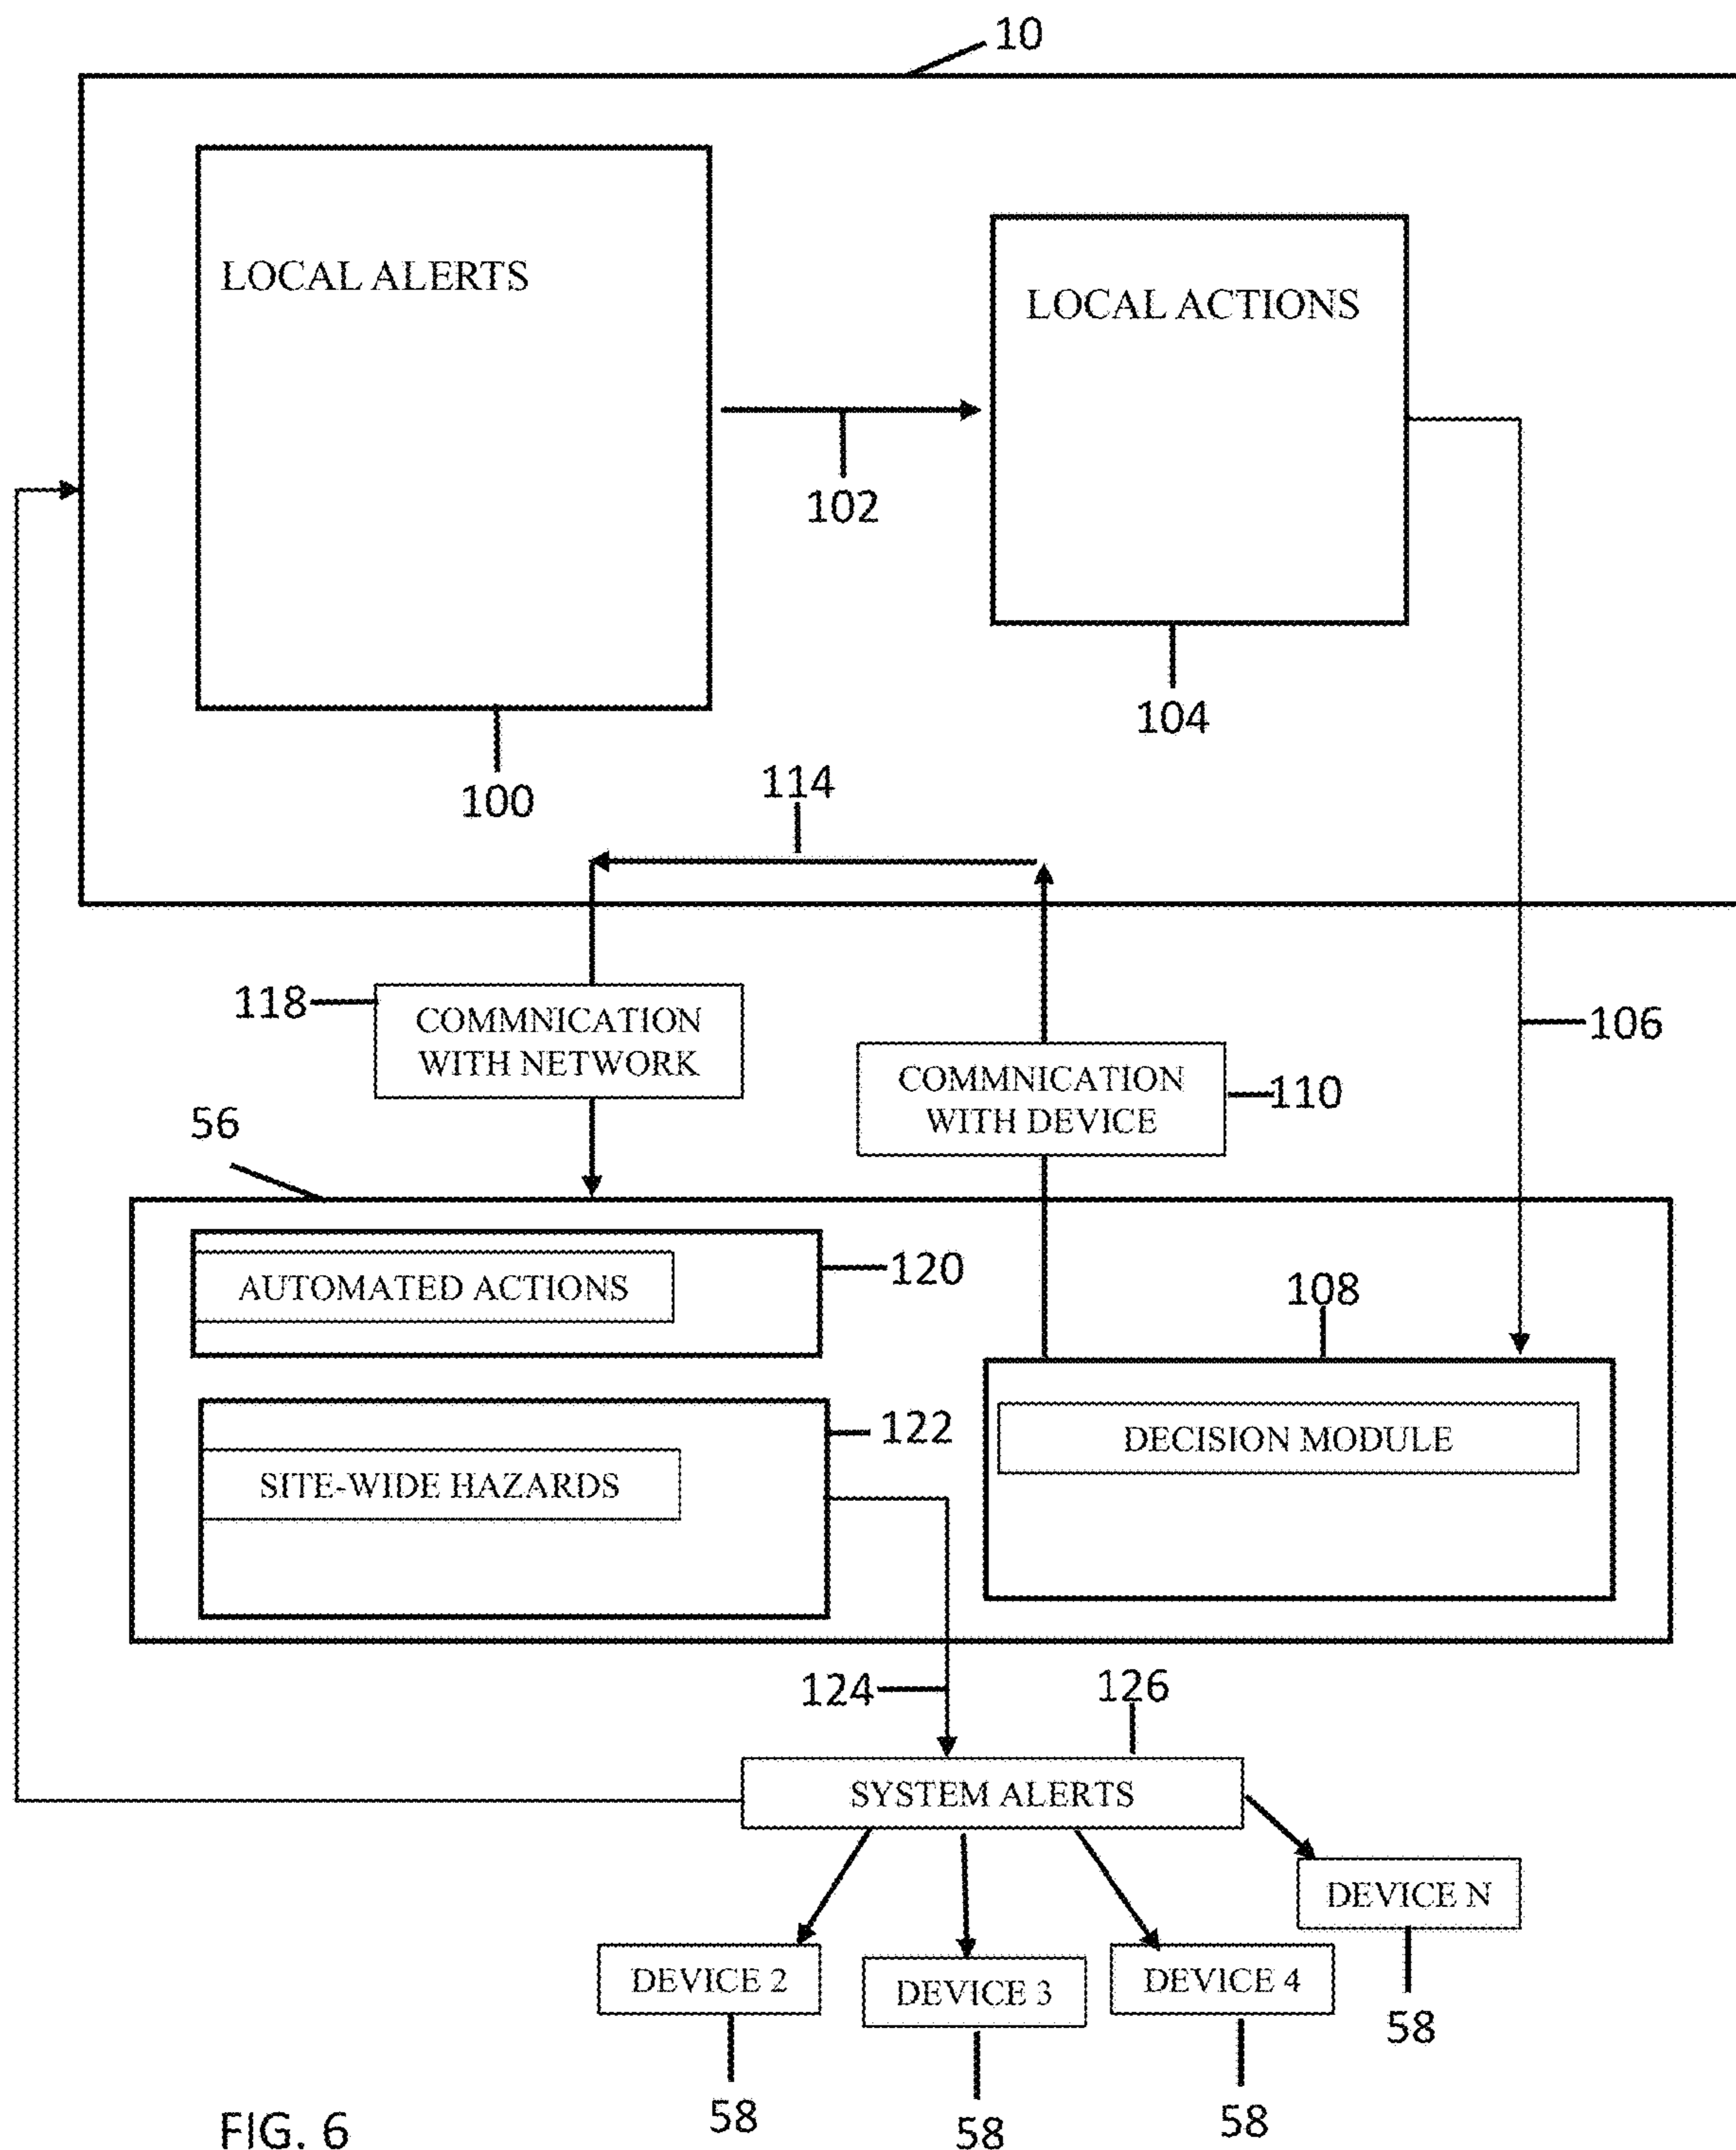 10
LOCAL ALERTS
LOCAL ACTIONS
102
104
100
114
118
COMMNICATION
WITH NETWORK
106
COMMNICATION
WITH DEVICE
110
56
AUTOMATED ACTIONS
120
108
122
DECISION MODULE
SITE-WIDE HAZARDS
124
126
SYSTEM ALERTS
DEVICE N
DEVICE 2
DEVICE 3
DEVICE 4
58
58
58
58
FIG. 6